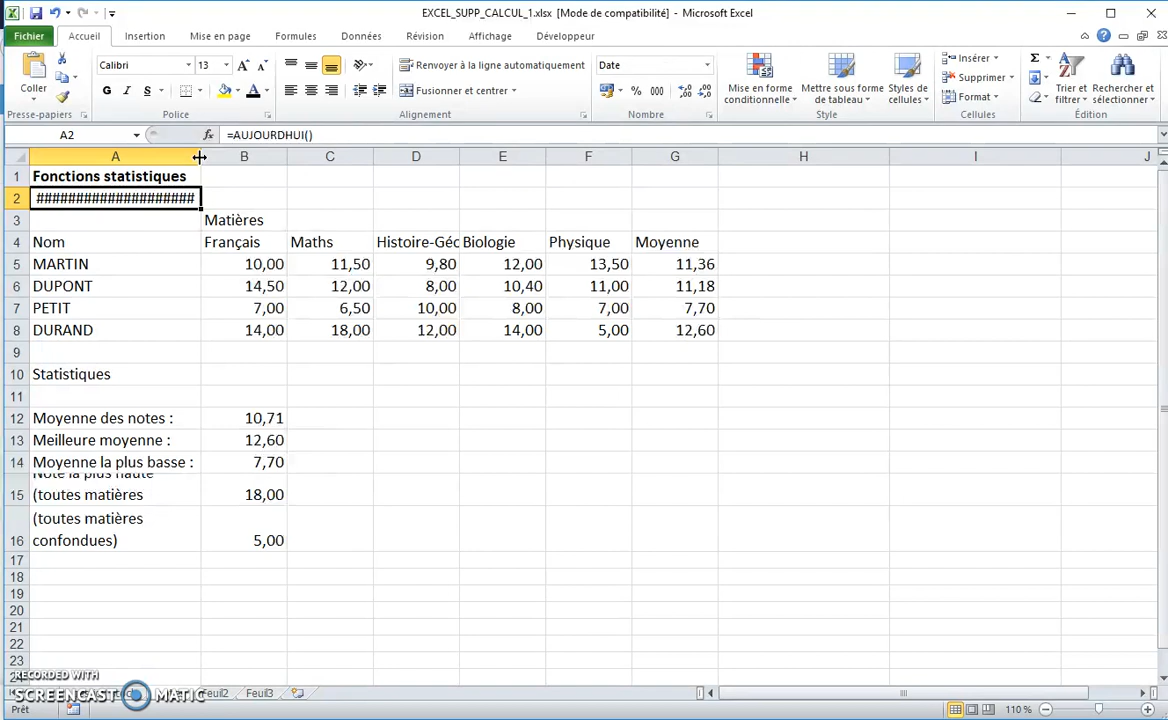 EXCEL_SUPP_CALCUL_1.xlsx [Mode de compatibilité] - Microsoft Excel
Fichier Accueil Insertion Mise en page Formules Données Révision Affichage Développeur
Coller
Calibri 13 A A
Renvoyer à la ligne automatiquement
Date
G I S A
Fusionner et centrer
% 000
Mise en forme conditionnelle
Mettre sous forme de tableau
Styles de cellules
Insérer
Supprimer
Format
Σ
Trier et filtrer
Rechercher et sélectionner
Presse-papiers Police Alignement Nombre Style Cellules Édition
A2 fx =AUJOURDHUI()
A B C D E F G H I J
1 Fonctions statistiques
2 ####################
3 Matières
4 Nom Français Maths Histoire-Géo Biologie Physique Moyenne
5 MARTIN 10,00 11,50 9,80 12,00 13,50 11,36
6 DUPONT 14,50 12,00 8,00 10,40 11,00 11,18
7 PETIT 7,00 6,50 10,00 8,00 7,00 7,70
8 DURAND 14,00 18,00 12,00 14,00 5,00 12,60
9
10 Statistiques
11
12 Moyenne des notes : 10,71
13 Meilleure moyenne : 12,60
14 Moyenne la plus basse : 7,70
Note la plus haute
15 (toutes matières 18,00
(toutes matières
16 confondues) 5,00
17
18
19
20
21
22
23
RECORDED WITH
SCREENCAST MATIC
Feuil2 Feuil3
Prêt 110 %